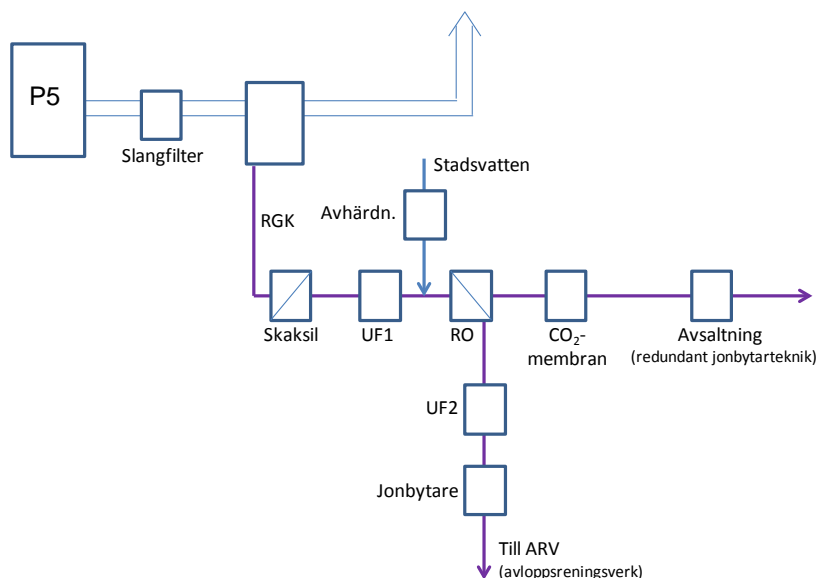 P5
Slangfilter
Stadsvatten
Avhärdn.
RGK
Skaksil
UF1
RO
CO₂-
membran
Avsaltning
(redundant jonbytarteknik)
UF2
Jonbytare
Till ARV
(avloppsreningsverk)